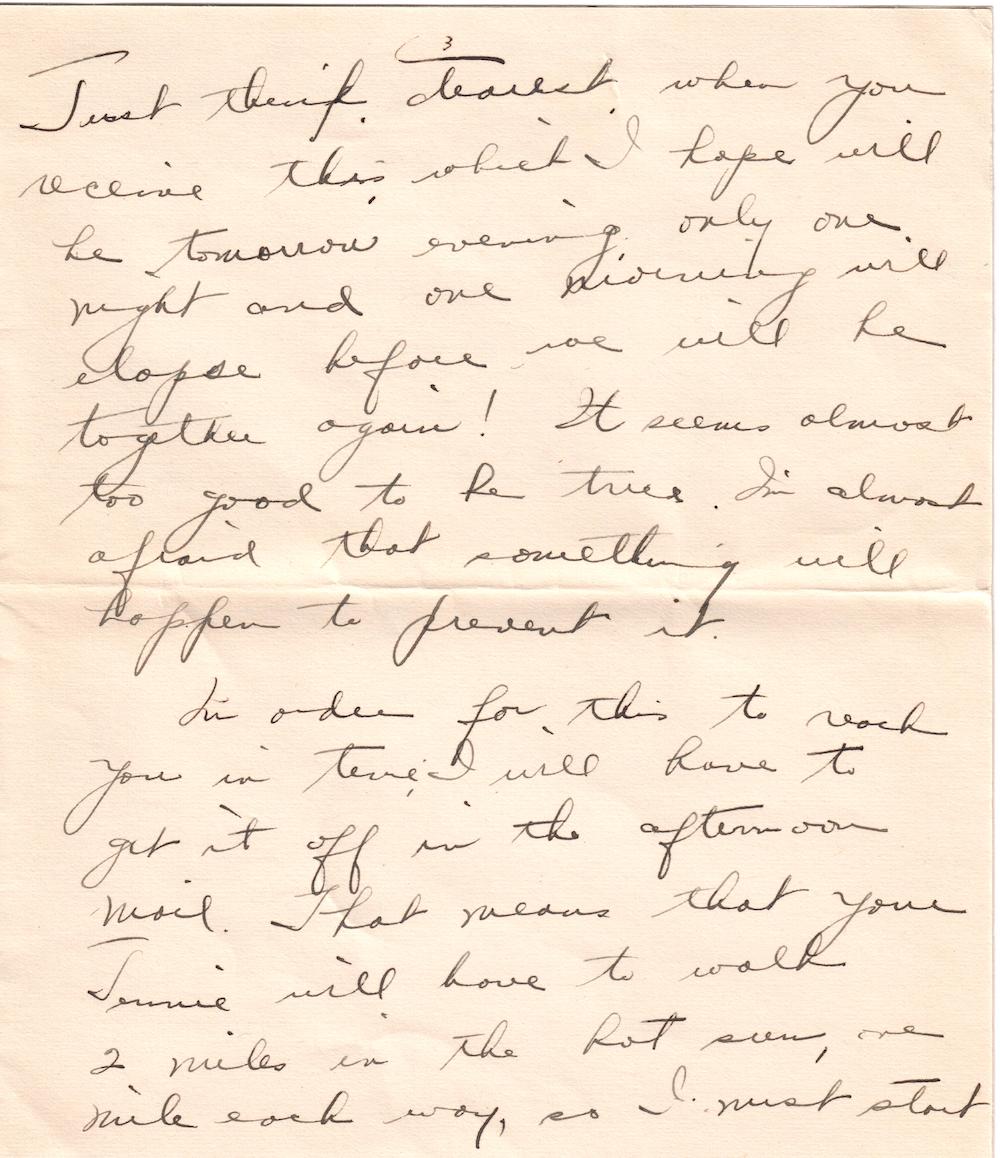 3
Just think, dearest, when you
receive this, which I hope will
be tomorrow evening, only one
night and one morning will
elapse before we will be
together again! It seems almost
too good to be true. I'm almost
afraid that something will
happen to prevent it.
In order for this to reach
you in time, I will have to
get it off in the afternoon
mail. That means that your
Jennie will have to walk
2 miles in the hot sun, one
mile each way, so I must start